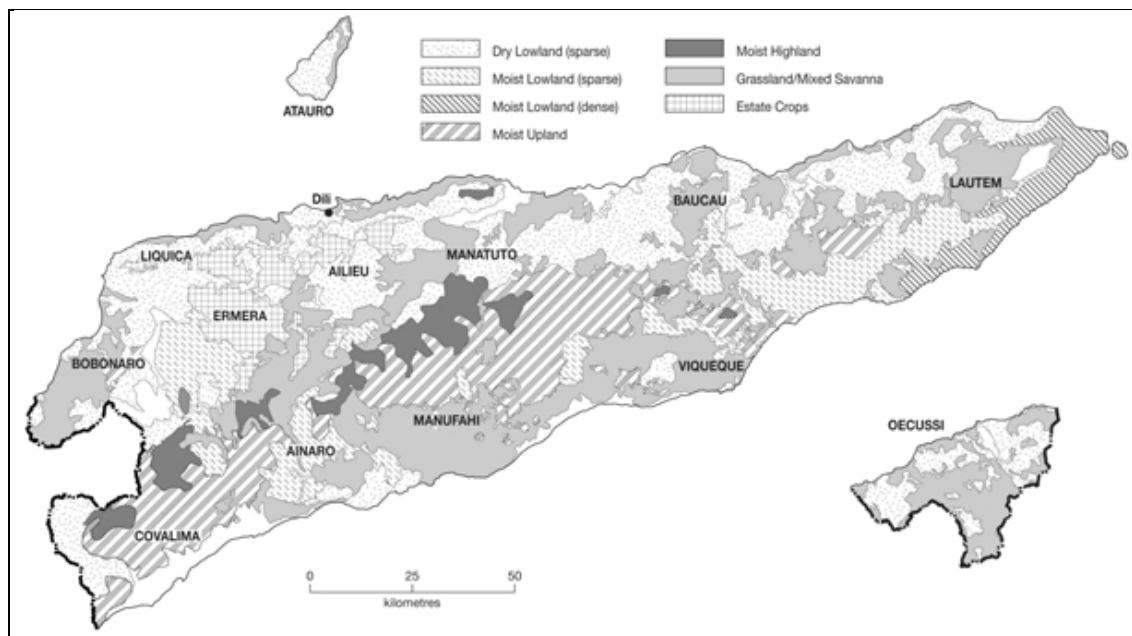 Dry Lowland (sparse)
Moist Lowland (sparse)
Moist Lowland (dense)
Moist Upland
Moist Highland
Grassland/Mixed Savanna
Estate Crops
ATAURO
Dili
LAUTEM
BAUCAU
LIQUICA
MANATUTO
AILIEU
ERMERA
BOBONARO
VIQUEQUE
MANUFAHI
OECUSSI
AINARO
COVALIMA
0 25 50
kilometres